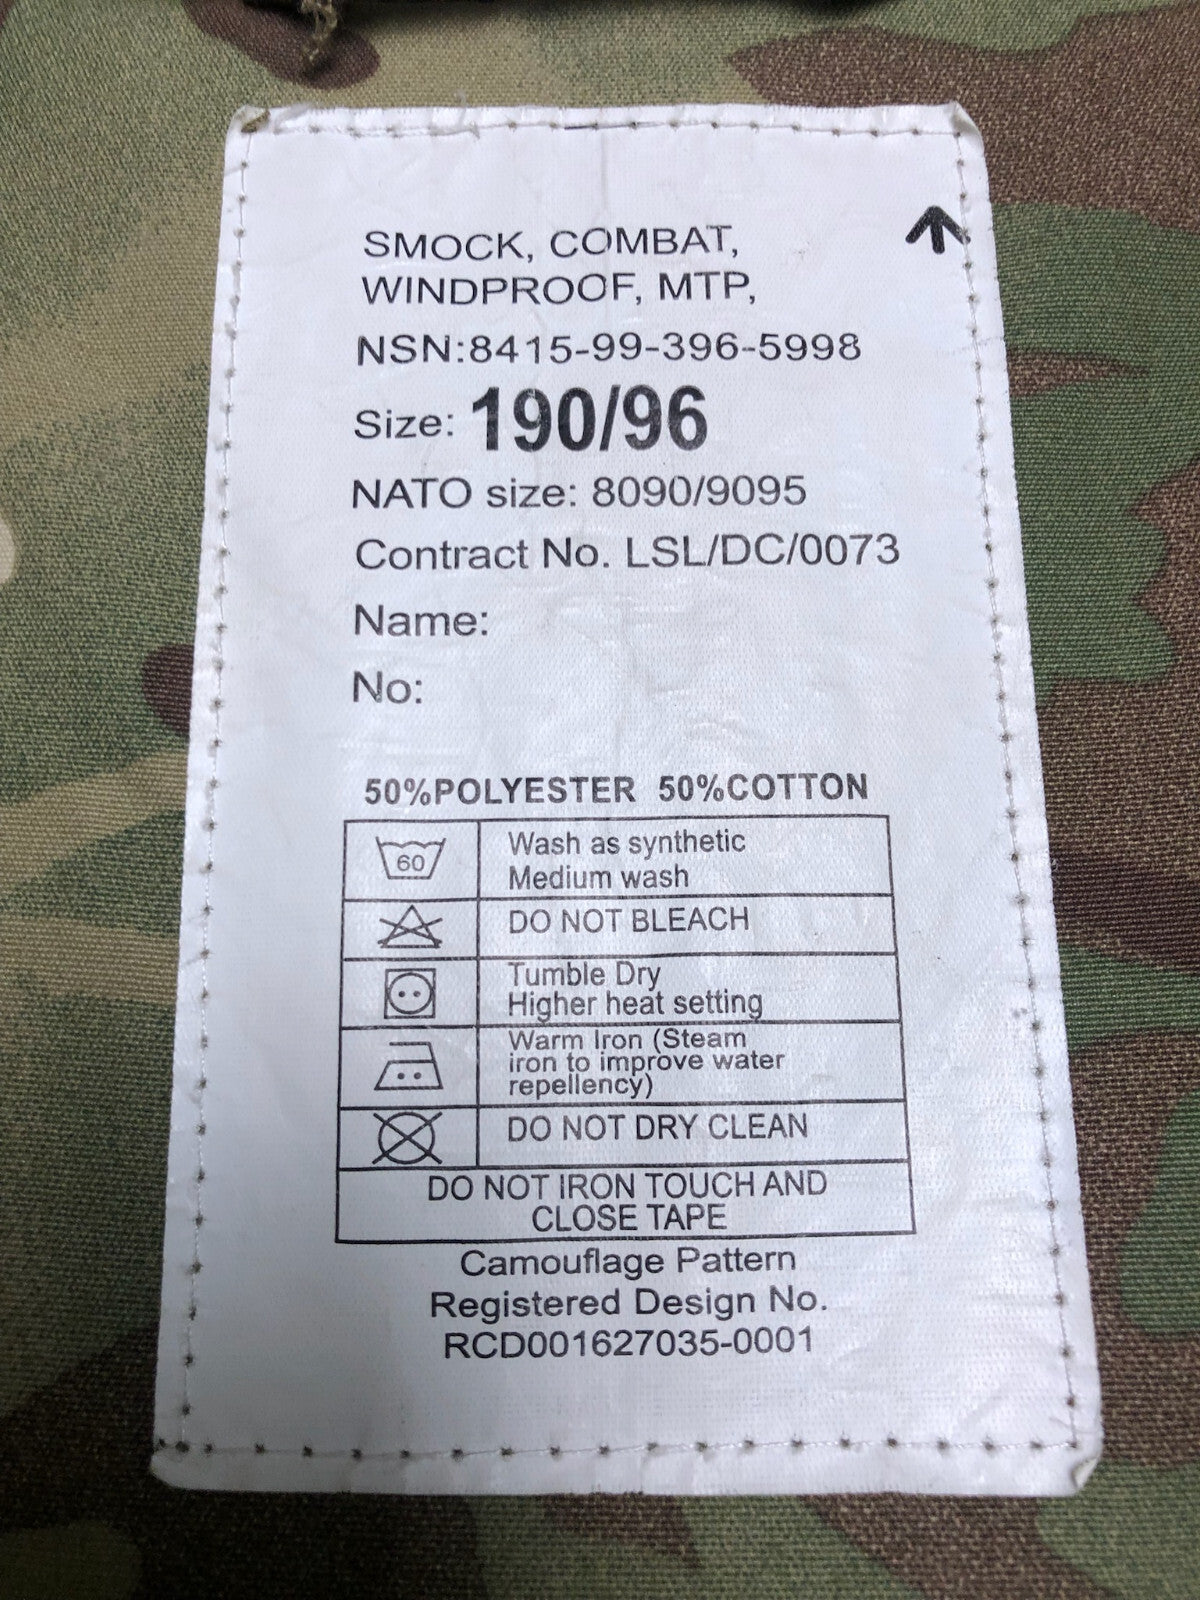 SMOCK, COMBAT,
WINDPROOF, MTP,
NSN:8415-99-396-5998
Size: 190/96
NATO size: 8090/9095
Contract No. LSL/DC/0073
Name:
No:
50%POLYESTER 50%COTTON
60
Wash as synthetic
Medium wash
DO NOT BLEACH
Tumble Dry
Higher heat setting
Warm Iron (Steam
iron to improve water
repellency)
DO NOT DRY CLEAN
DO NOT IRON TOUCH AND
CLOSE TAPE
Camouflage Pattern
Registered Design No.
RCD001627035-0001